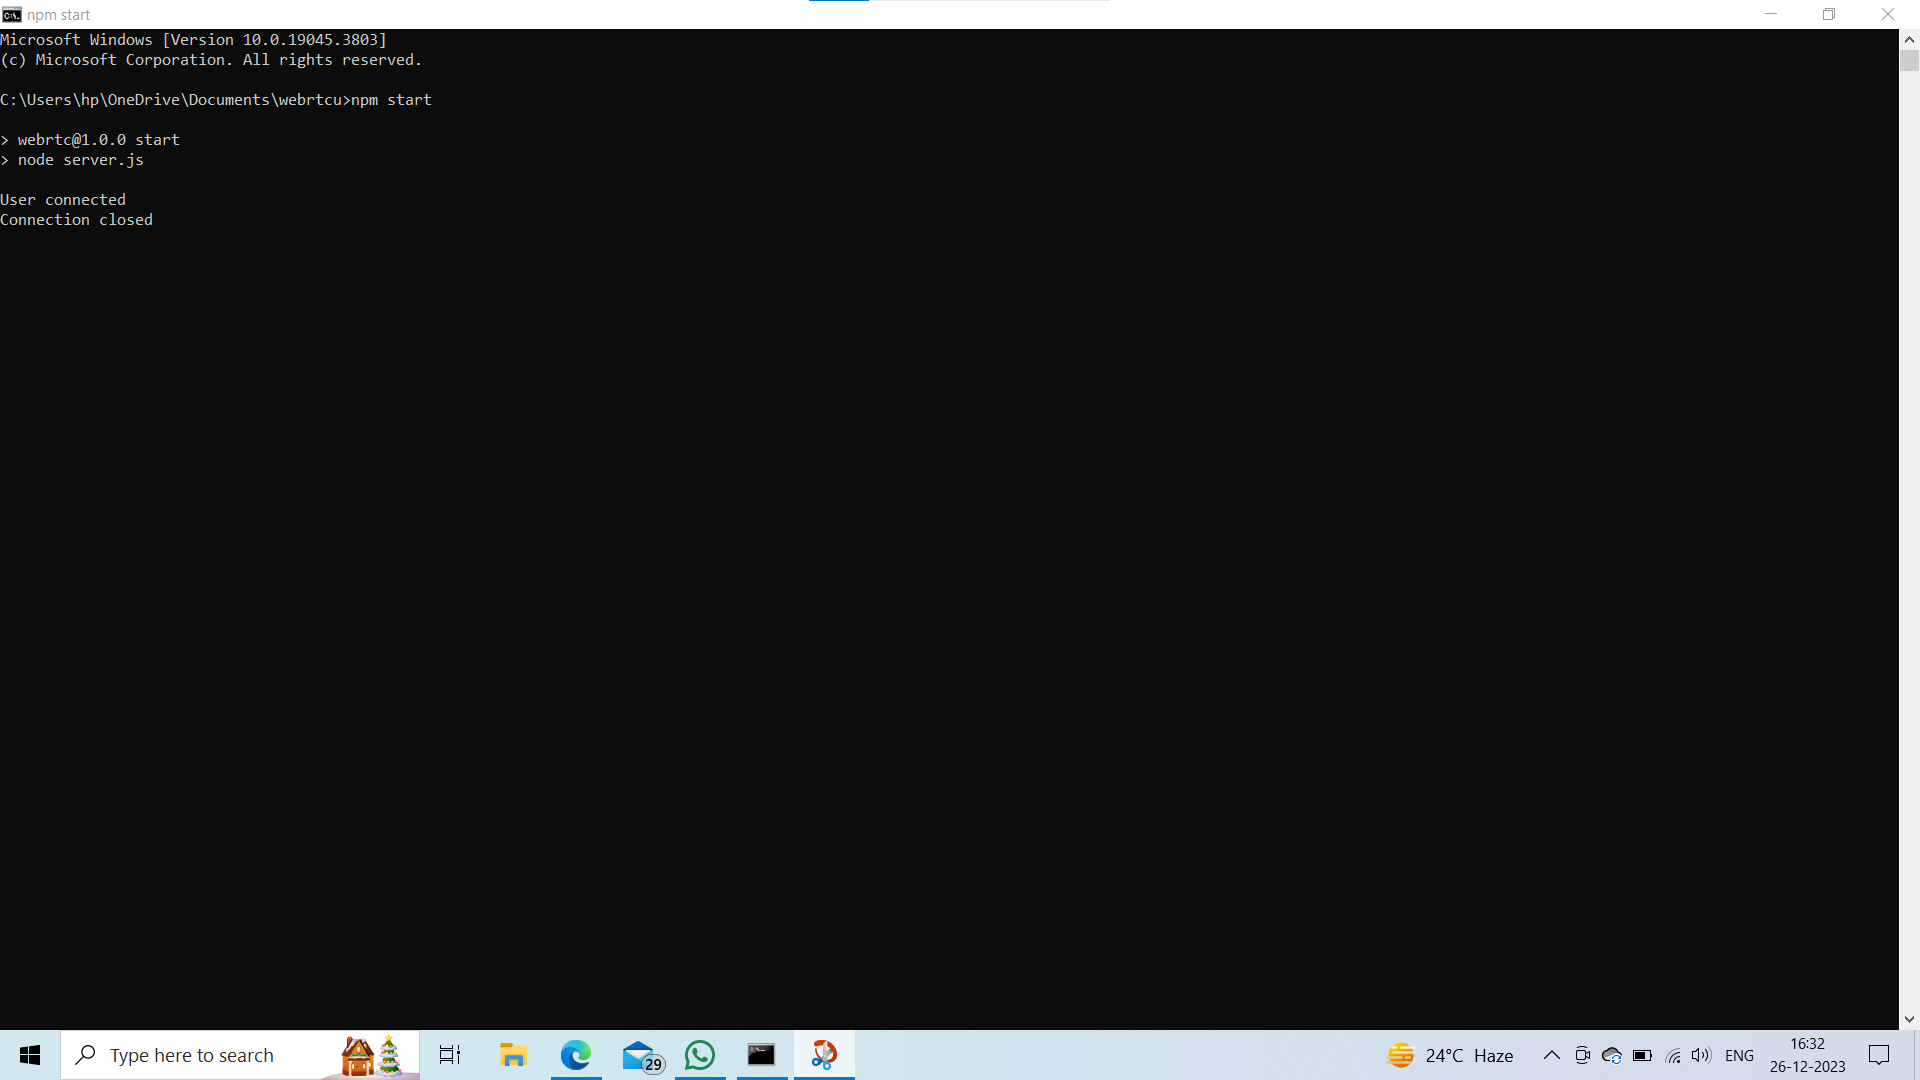 npm start
Microsoft Windows [Version 10.0.19045.3803]
(c) Microsoft Corporation. All rights reserved.
C:\Users\hp\OneDrive\Documents\webrtcu>npm start
> webrtc@1.0.0 start
> node server.js
User connected
Connection closed
Type here to search
29
24°C Haze
ENG
16:32
26-12-2023